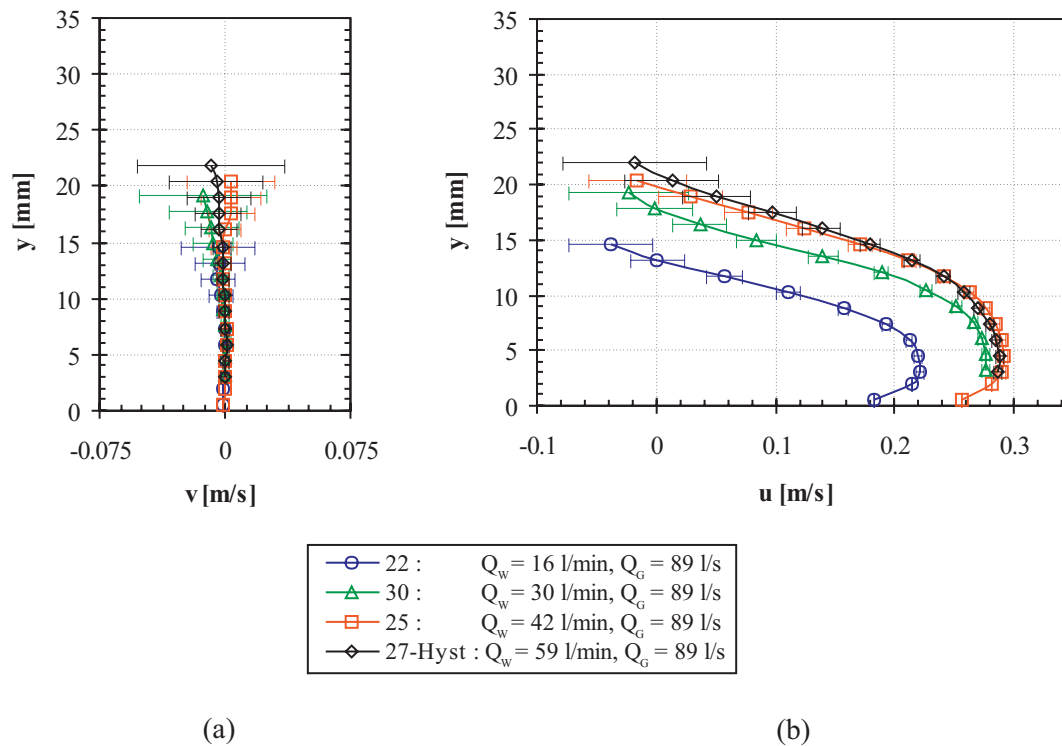 35
30
25
20
15
10
5
0
y [mm]
-0.075
0
0.075
v [m/s]
35
30
25
20
15
10
5
0
y [mm]
-0.1
0
0.1
0.2
0.3
u [m/s]
22 : Q_W = 16 l/min, Q_G = 89 l/s
30 : Q_W = 30 l/min, Q_G = 89 l/s
25 : Q_W = 42 l/min, Q_G = 89 l/s
27-Hyst : Q_W = 59 l/min, Q_G = 89 l/s
(a)
(b)